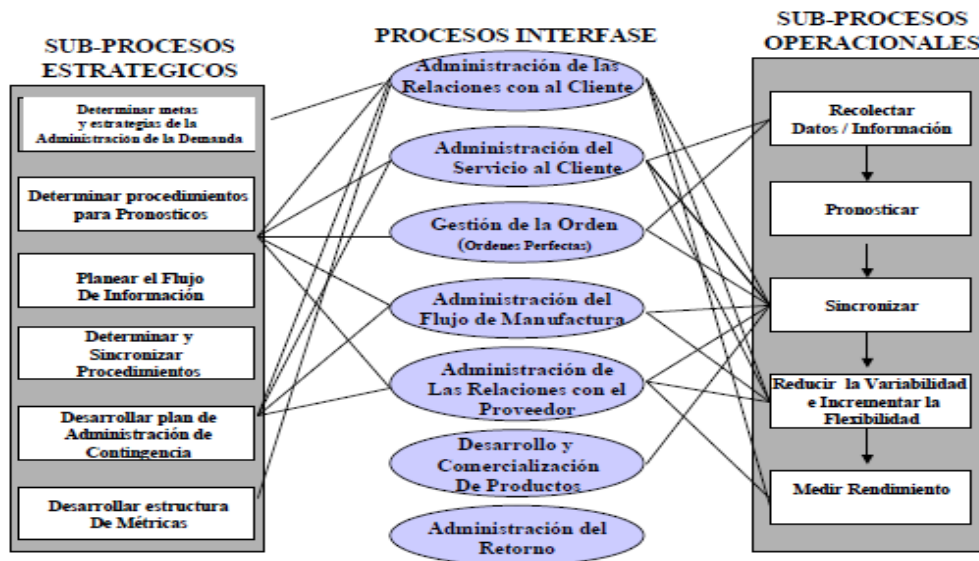 SUB-PROCESOS
ESTRATEGICOS
Determinar metas
y estrategias de la
Administración de la Demanda
Determinar procedimientos
para Pronosticos
Planear el Flujo
De Información
Determinar y
Sincronizar
Procedimientos
Desarrollar plan de
Administración de
Contingencia
Desarrollar estructura
De Métricas
PROCESOS INTERFASE
Administración de las
Relaciones con al Cliente
Administración del
Servicio al Cliente
Gestión de la Orden
(Ordenes Perfectas)
Administración del
Flujo de Manufactura
Administración de
Las Relaciones con el
Proveedor
Desarrollo y
Comercialización
De Productos
Administración del
Retorno
SUB-PROCESOS
OPERACIONALES
Recolectar
Datos / Información
Pronosticar
Sincronizar
Reducir la Variabilidad
e Incrementar la
Flexibilidad
Medir Rendimiento